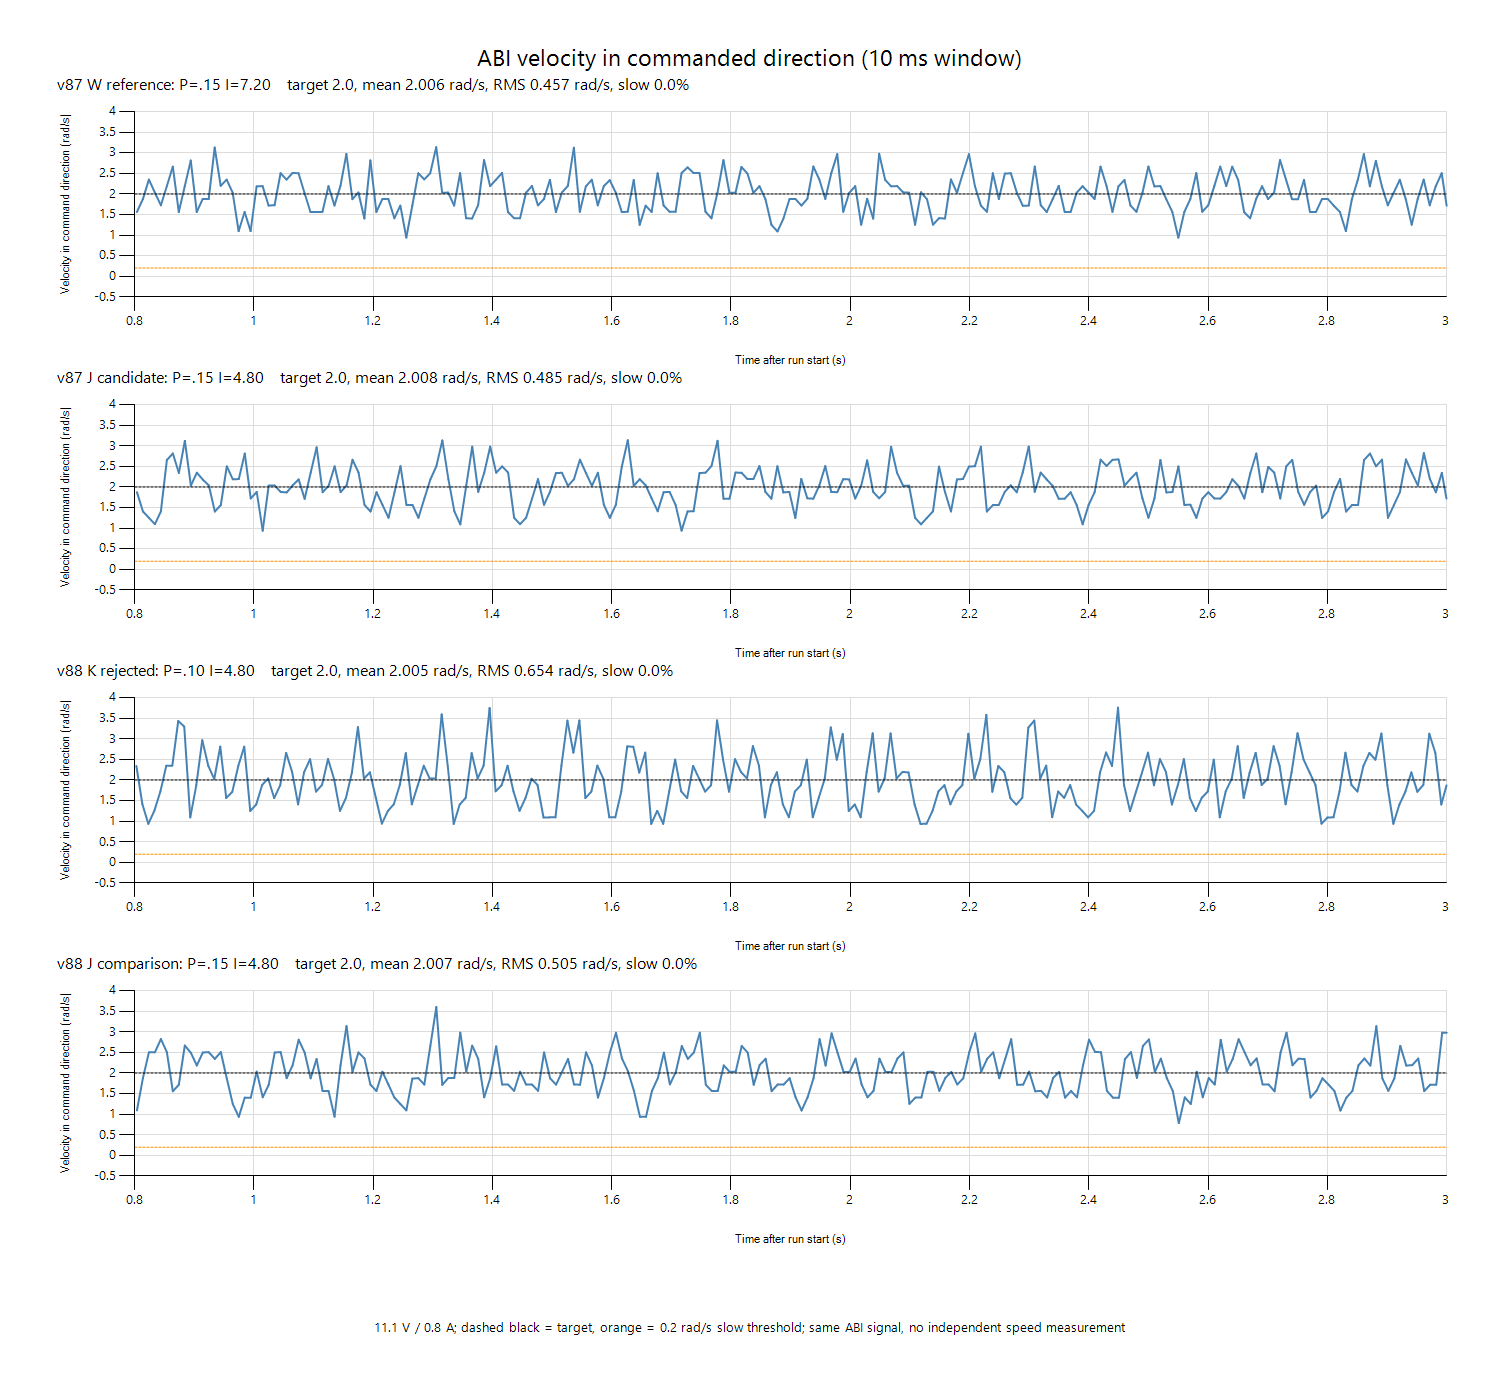 ABI velocity in commanded direction (10 ms window)
v87 W reference: P=.15 I=7.20    target 2.0, mean 2.006 rad/s, RMS 0.457 rad/s, slow 0.0%
Velocity in command direction (rad/s|
4
3.5
3
2.5
2
1.5
1
0.5
0
-0.5
0.8 1 1.2 1.4 1.6 1.8 2 2.2 2.4 2.6 2.8 3
Time after run start (s)
v87 J candidate: P=.15 I=4.80    target 2.0, mean 2.008 rad/s, RMS 0.485 rad/s, slow 0.0%
Velocity in command direction (rad/s|
4
3.5
3
2.5
2
1.5
1
0.5
0
-0.5
0.8 1 1.2 1.4 1.6 1.8 2 2.2 2.4 2.6 2.8 3
Time after run start (s)
v88 K rejected: P=.10 I=4.80    target 2.0, mean 2.005 rad/s, RMS 0.654 rad/s, slow 0.0%
Velocity in command direction (rad/s|
4
3.5
3
2.5
2
1.5
1
0.5
0
-0.5
0.8 1 1.2 1.4 1.6 1.8 2 2.2 2.4 2.6 2.8 3
Time after run start (s)
v88 J comparison: P=.15 I=4.80    target 2.0, mean 2.007 rad/s, RMS 0.505 rad/s, slow 0.0%
Velocity in command direction (rad/s|
4
3.5
3
2.5
2
1.5
1
0.5
0
-0.5
0.8 1 1.2 1.4 1.6 1.8 2 2.2 2.4 2.6 2.8 3
Time after run start (s)
11.1 V / 0.8 A; dashed black = target, orange = 0.2 rad/s slow threshold; same ABI signal, no independent speed measurement